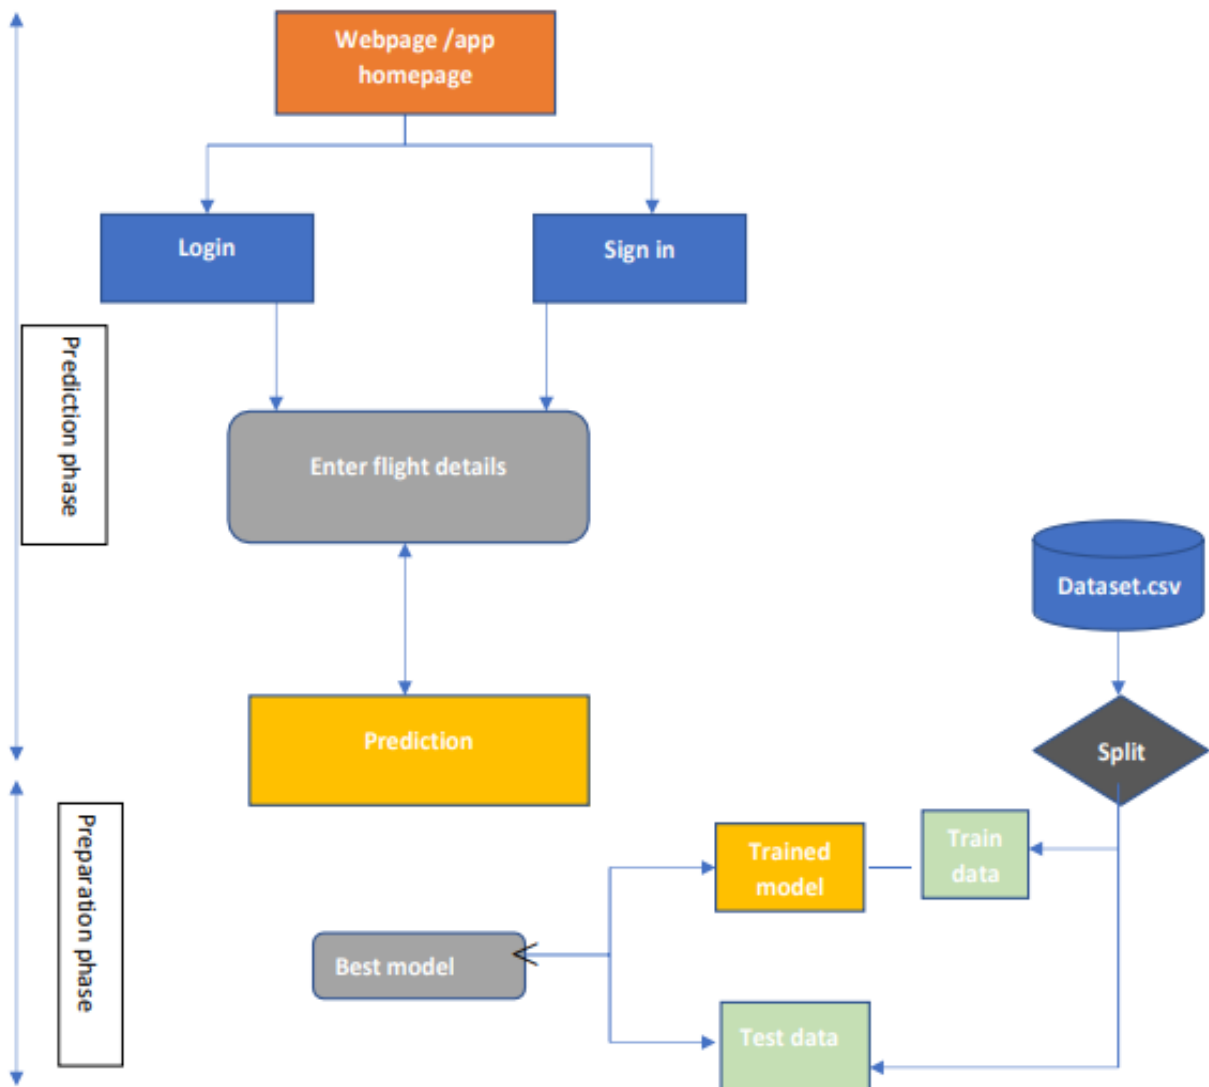 Webpage /app
homepage
Login
Sign in
Prediction phase
Enter flight details
Dataset.csv
Prediction
Split
Preparation phase
Trained
model
Train
data
Best model
Test data